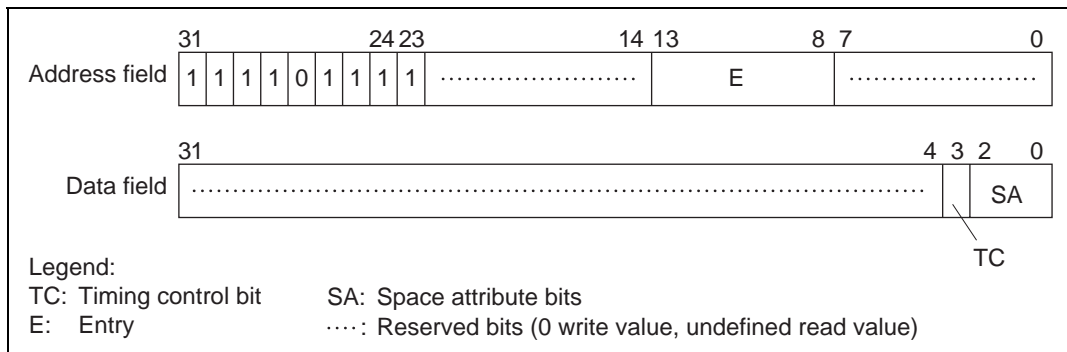 31 24 23 14 13 8 7 0
Address field 1 1 1 1 0 1 1 1 1 ······················· E ······················
31 4 3 2 0
Data field ······································································· SA
TC
Legend:
TC: Timing control bit SA: Space attribute bits
E: Entry ····: Reserved bits (0 write value, undefined read value)